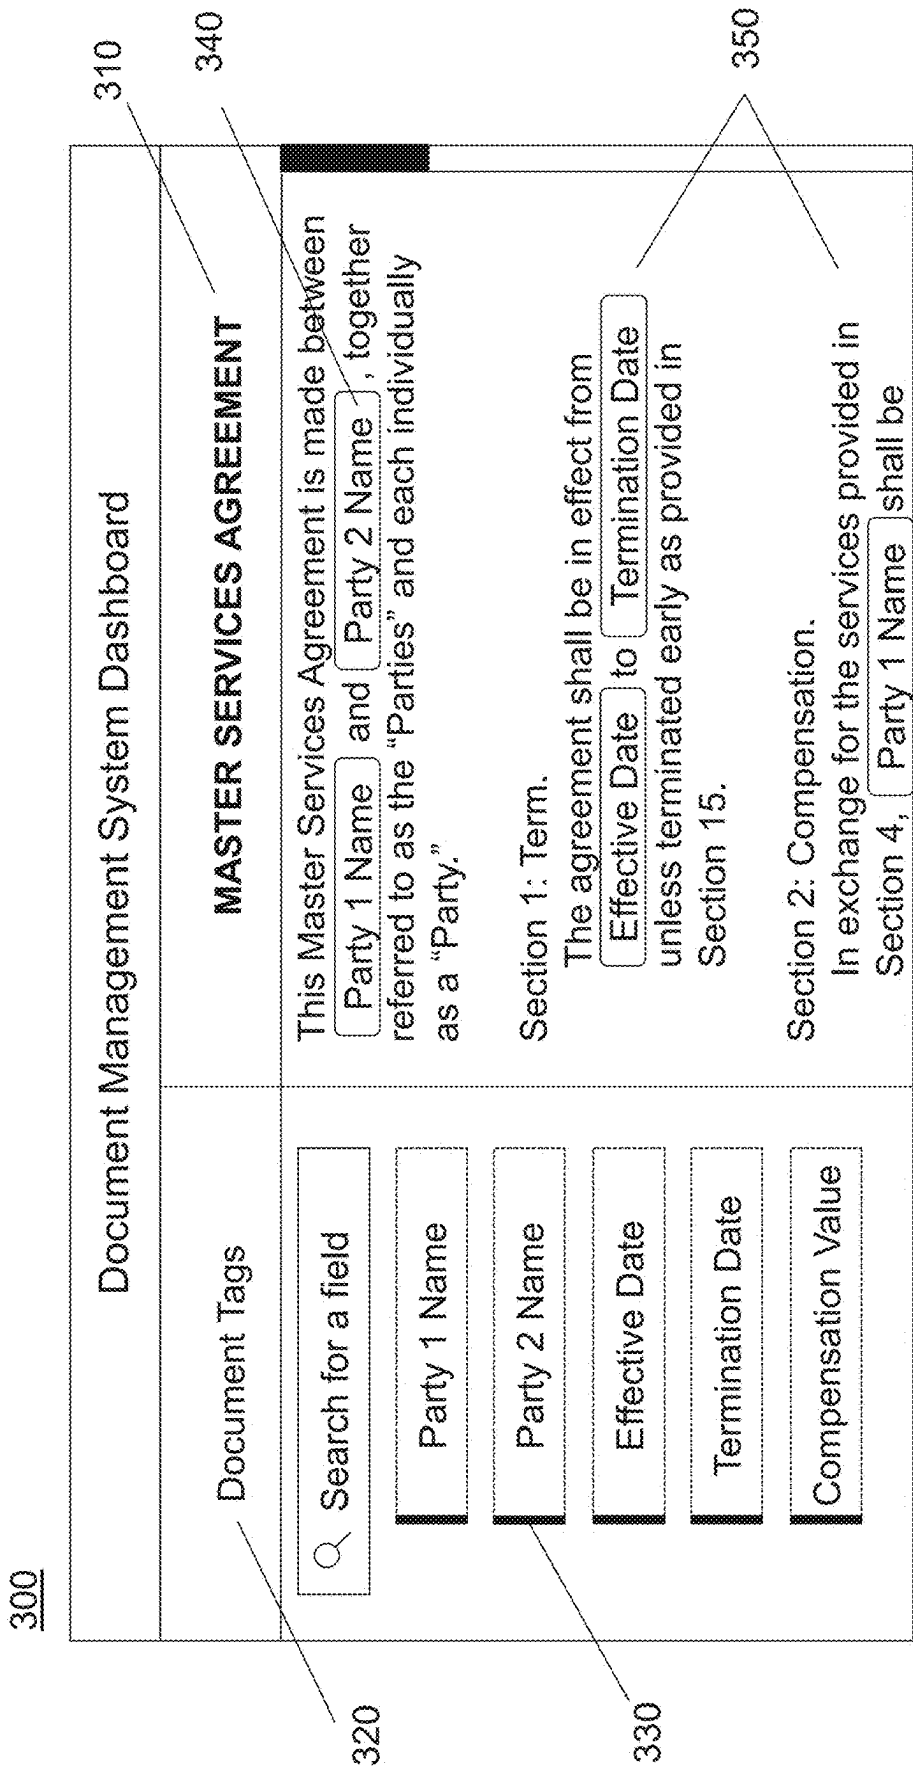 300
Document Management System Dashboard
310
340
320
Document Tags
MASTER SERVICES AGREEMENT
Search for a field
Party 1 Name
Party 2 Name
Effective Date
Termination Date
Compensation Value
330
This Master Services Agreement is made between
Party 1 Name and Party 2 Name , together
referred to as the “Parties” and each individually
as a “Party.”
Section 1: Term.
The agreement shall be in effect from
Effective Date to Termination Date
unless terminated early as provided in
Section 15.
350
Section 2: Compensation.
In exchange for the services provided in
Section 4, Party 1 Name shall be